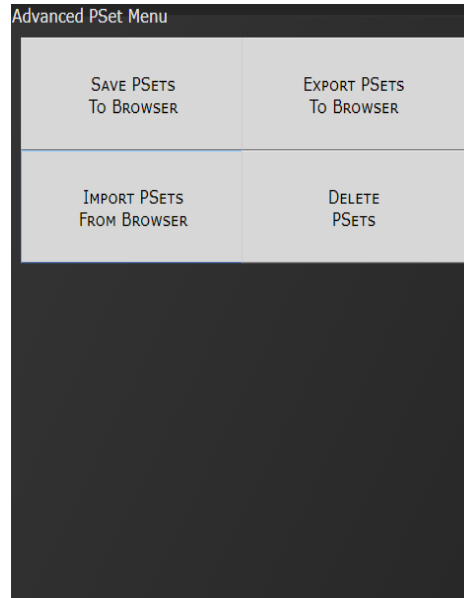 Advanced PSet Menu
Save PSets
To Browser
Export PSets
To Browser
Import PSets
From Browser
Delete
PSets